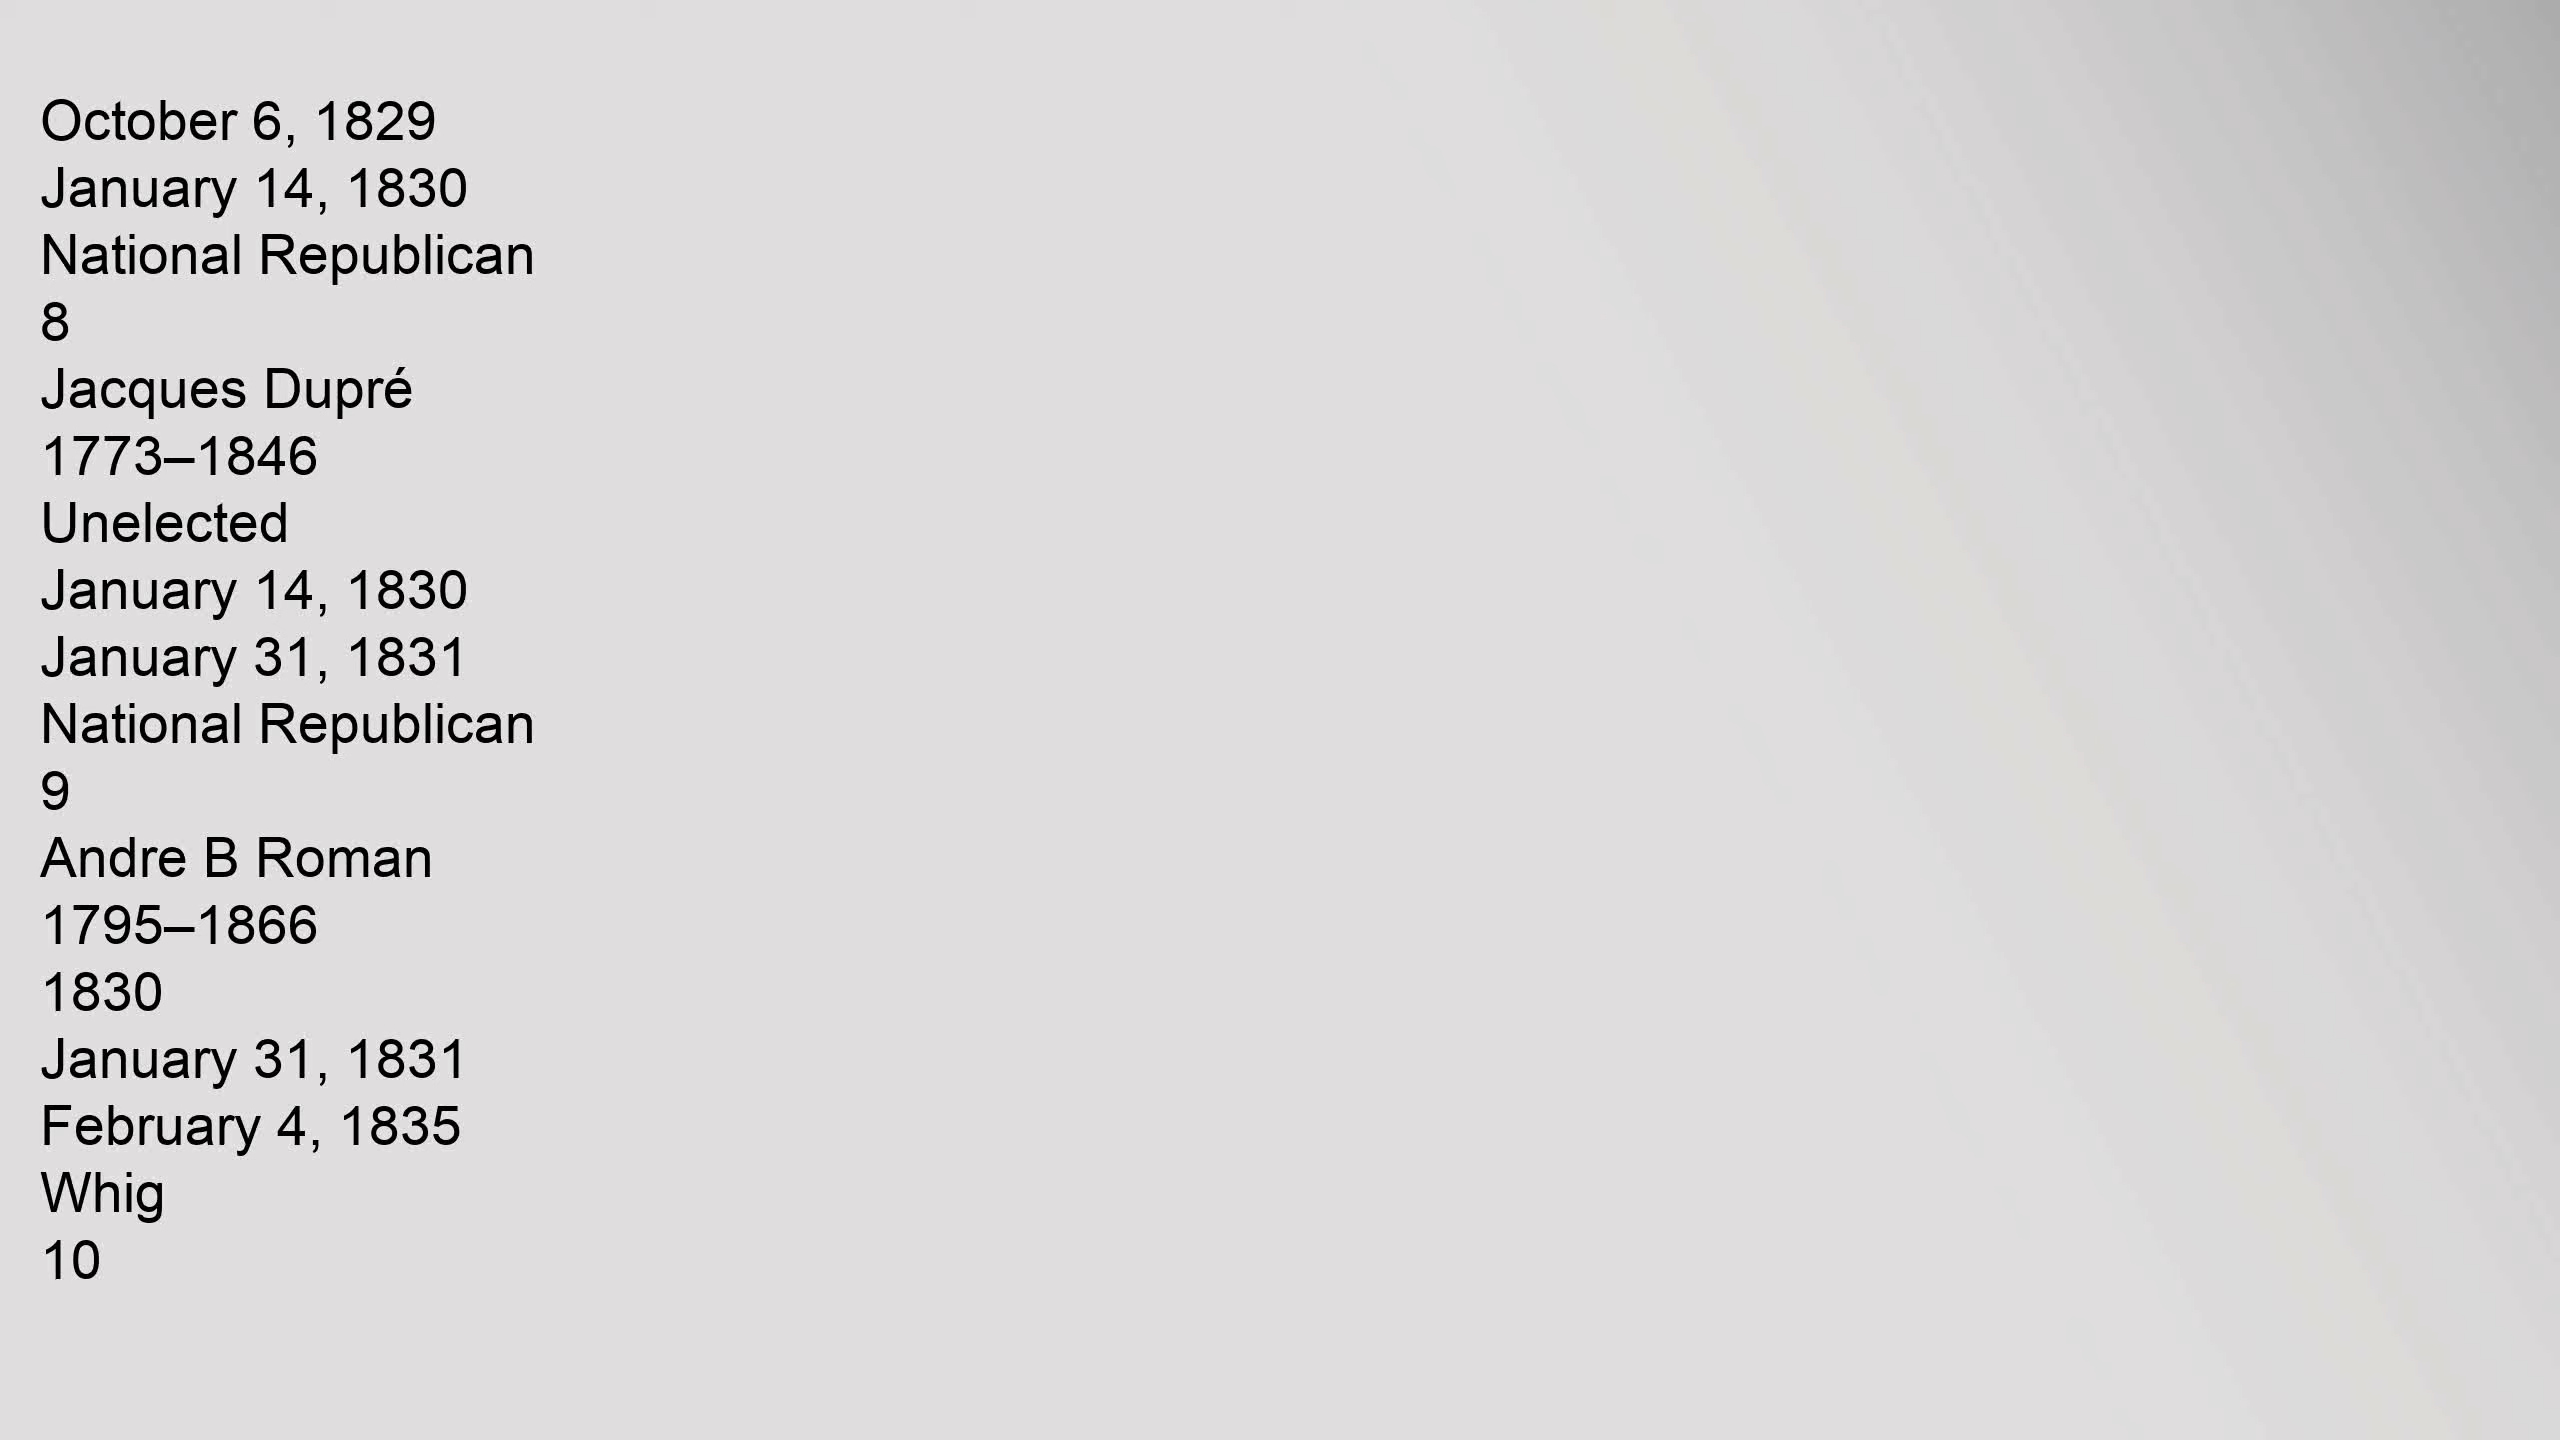 October 6, 1829
January 14, 1830
National Republican
8
Jacques Dupré
1773–1846
Unelected
January 14, 1830
January 31, 1831
National Republican
9
Andre B Roman
1795–1866
1830
January 31, 1831
February 4, 1835
Whig
10